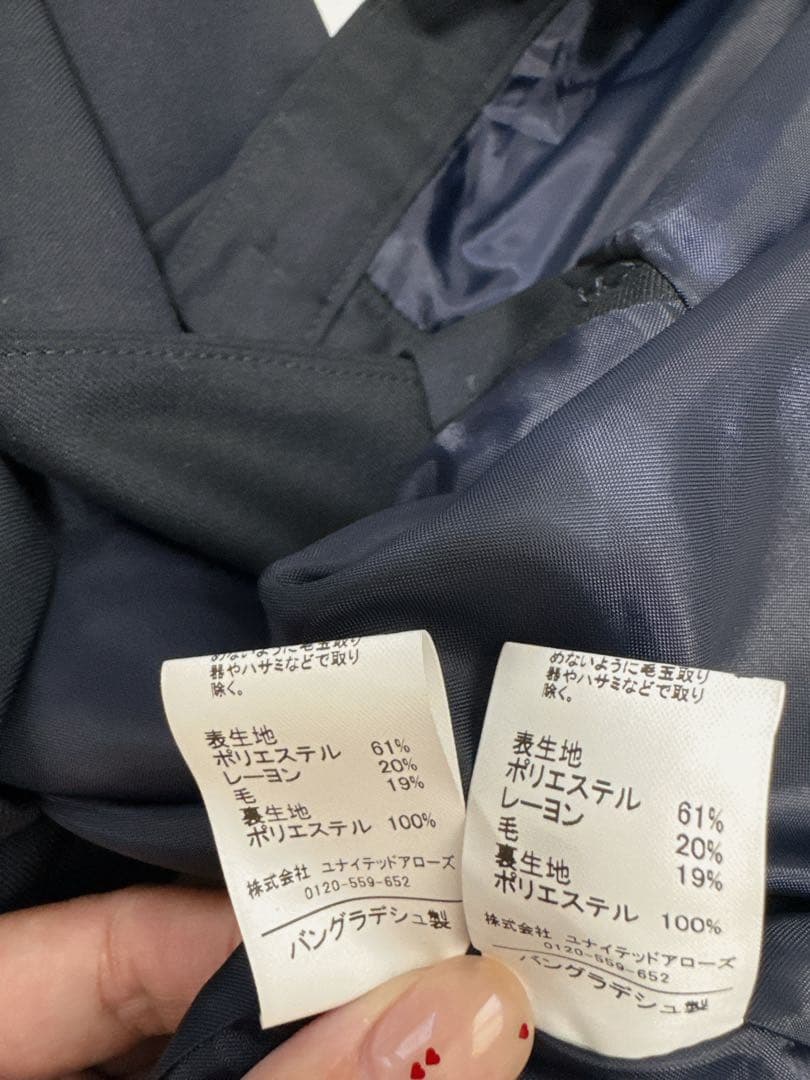 めないように毛玉取り
器やハサミなどで取り
除く。
表生地
ポリエステル 61%
レーヨン 20%
毛 19%
裏生地
ポリエステル 100%
株式会社 ユナイテッドアローズ
0120-559-652
バングラデシュ製
めないように毛玉取り
器やハサミなどで取り
除く。
表生地
ポリエステル 61%
レーヨン 20%
毛 19%
裏生地
ポリエステル 100%
株式会社 ユナイテッドアローズ
0120-559-652
バングラデシュ製